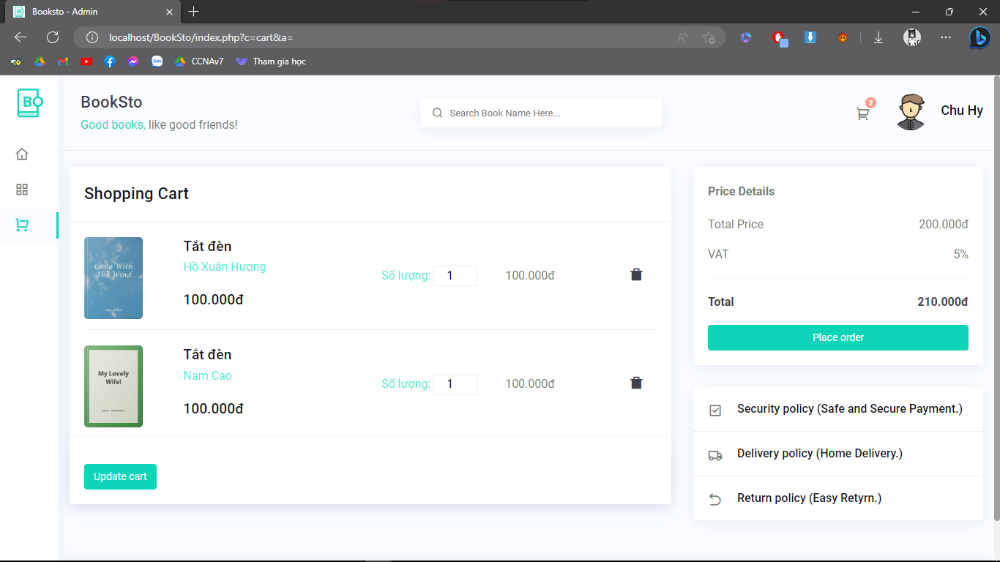 Booksto - Admin
localhost/BookSto/index.php?c=cart&a=
CCNAv7
Tham gia học
BO
BookSto
Good books, like good friends!
Search Book Name Here...
2
Chu Hy
Shopping Cart
Gone With
The Wind
Tắt đèn
Hồ Xuân Hương
100.000đ
Số lượng: 1
100.000đ
My Lovely
Wife!
Tắt đèn
Nam Cao
100.000đ
Số lượng: 1
100.000đ
Update cart
Price Details
Total Price 200.000đ
VAT 5%
Total 210.000đ
Place order
Security policy (Safe and Secure Payment.)
Delivery policy (Home Delivery.)
Return policy (Easy Retyrn.)